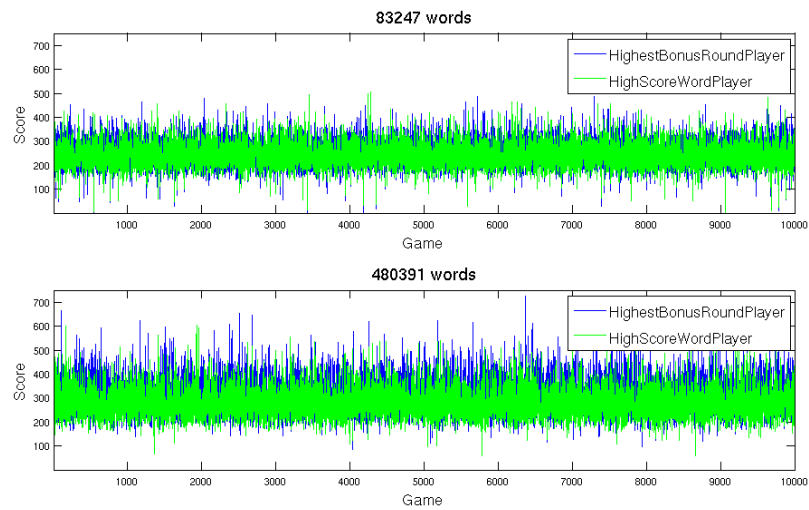 83247 words
700
600
500
400
300
200
100
Score
HighestBonusRoundPlayer
HighScoreWordPlayer
1000 2000 3000 4000 5000 6000 7000 8000 9000 10000
Game
480391 words
700
600
500
400
300
200
100
Score
HighestBonusRoundPlayer
HighScoreWordPlayer
1000 2000 3000 4000 5000 6000 7000 8000 9000 10000
Game